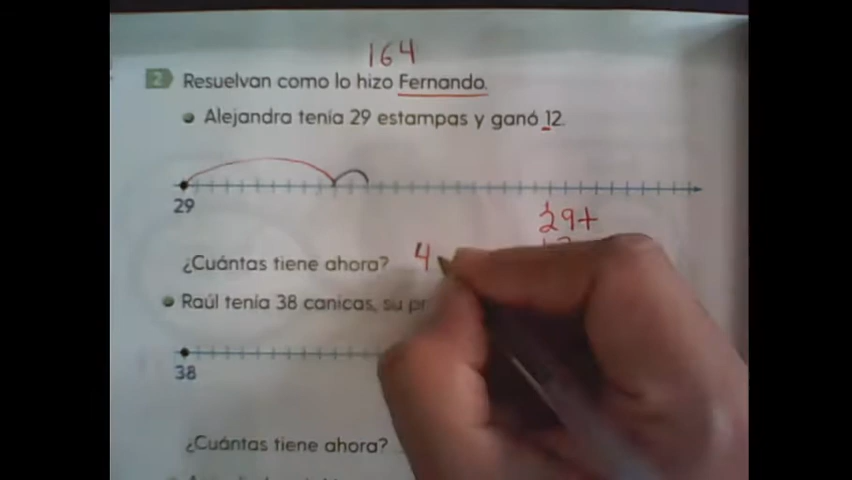 164
2 Resuelvan como lo hizo Fernando.
Alejandra tenía 29 estampas y ganó 12.
29
29+
¿Cuántas tiene ahora? 4
Raúl tenía 38 canicas, su
38
¿Cuántas tiene ahora?